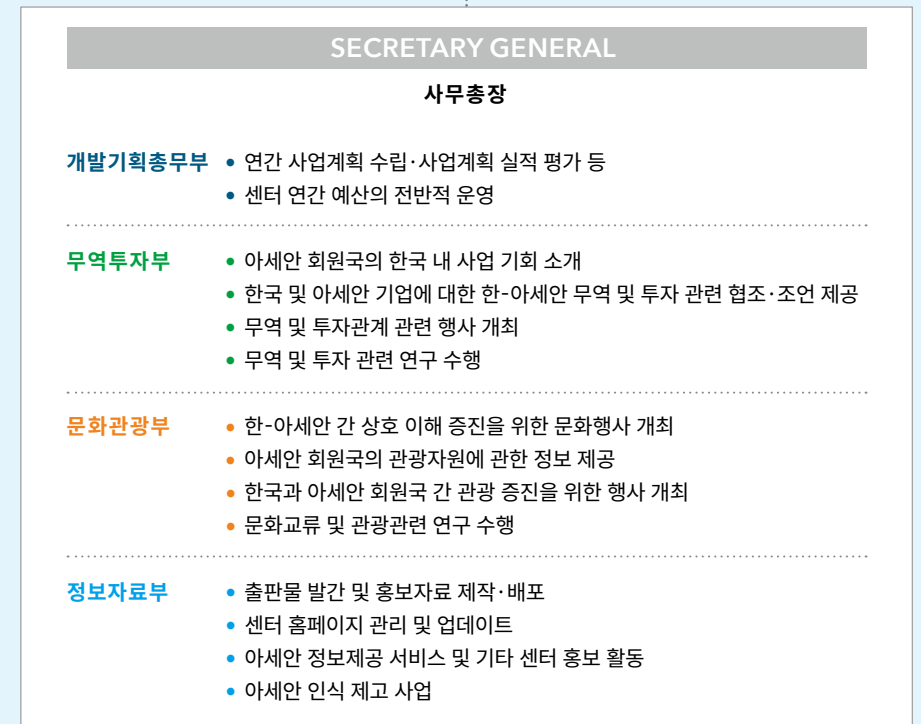 SECRETARY GENERAL
사무총장
개발기획총무부 • 연간 사업계획 수립·사업계획 실적 평가 등
• 센터 연간 예산의 전반적 운영
무역투자부 • 아세안 회원국의 한국 내 사업 기회 소개
• 한국 및 아세안 기업에 대한 한-아세안 무역 및 투자 관련 협조·조언 제공
• 무역 및 투자관계 관련 행사 개최
• 무역 및 투자 관련 연구 수행
문화관광부 • 한-아세안 간 상호 이해 증진을 위한 문화행사 개최
• 아세안 회원국의 관광자원에 관한 정보 제공
• 한국과 아세안 회원국 간 관광 증진을 위한 행사 개최
• 문화교류 및 관광관련 연구 수행
정보자료부 • 출판물 발간 및 홍보자료 제작·배포
• 센터 홈페이지 관리 및 업데이트
• 아세안 정보제공 서비스 및 기타 센터 홍보 활동
• 아세안 인식 제고 사업